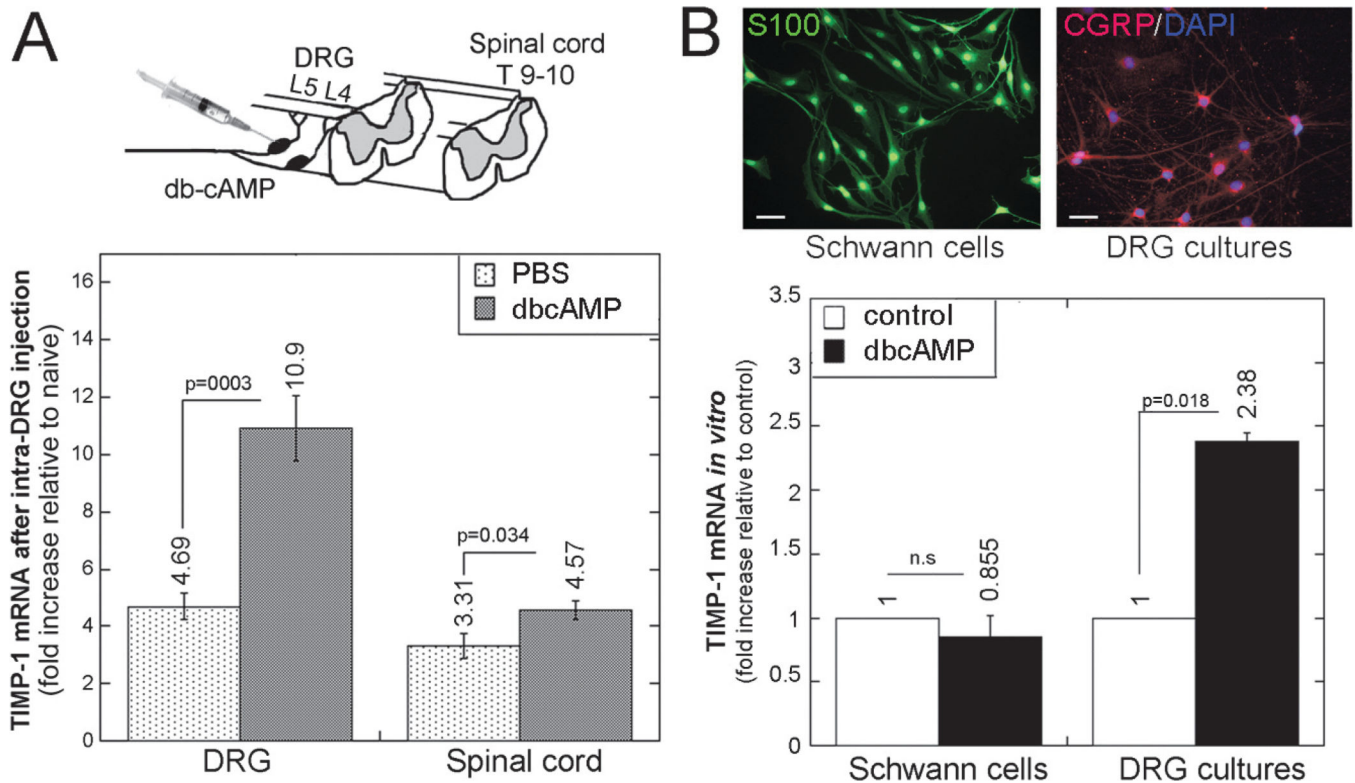 A
DRG
L5 L4
Spinal cord
T 9-10
db-cAMP
TIMP-1 mRNA after intra-DRG injection
(fold increase relative to naive)
16
14
12
10
8
6
4
2
0
PBS
dbcAMP
p=0003
4.69
10.9
p=0.034
3.31
4.57
DRG
Spinal cord
B
S100
CGRP/DAPI
Schwann cells
DRG cultures
TIMP-1 mRNA in vitro
(fold increase relative to control)
3.5
3
2.5
2
1.5
1
0.5
0
control
dbcAMP
n.s
1
0.855
p=0.018
1
2.38
Schwann cells
DRG cultures